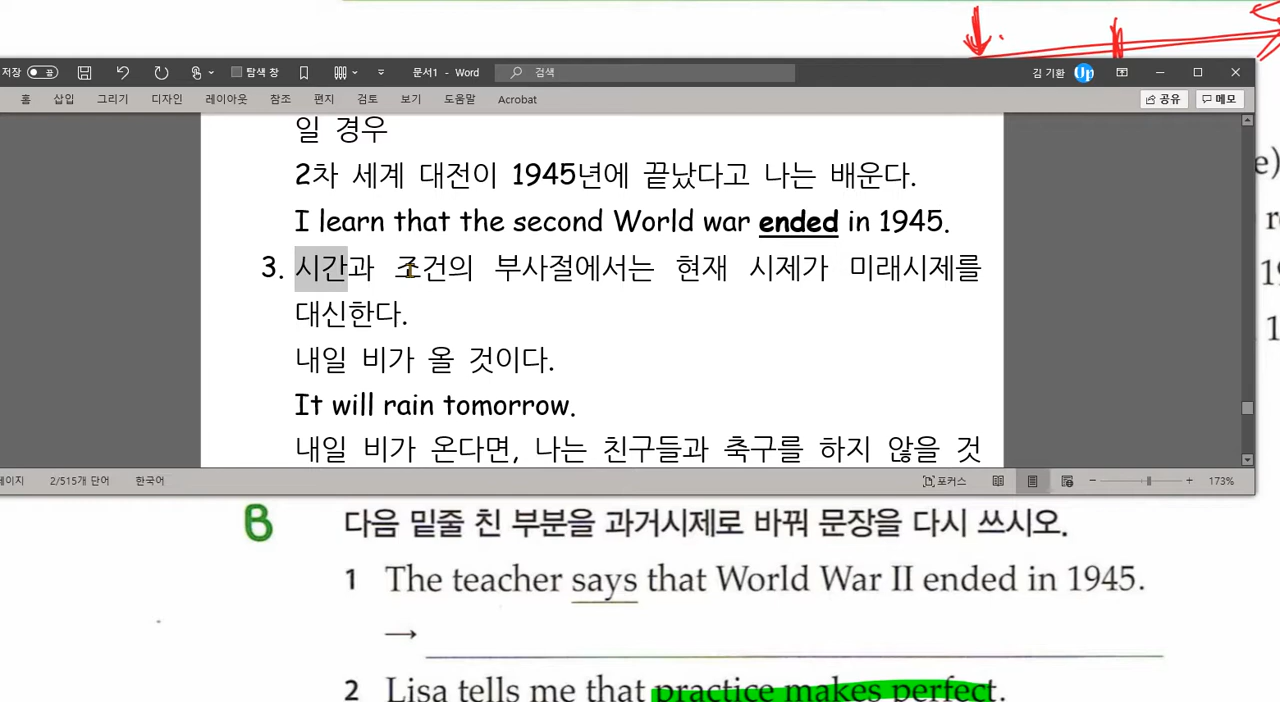 저장 탐색 창 문서1 - Word 검색 김 기환 Up
홈 삽입 그리기 디자인 레이아웃 참조 편지 검토 보기 도움말 Acrobat 공유 메모
일 경우
2차 세계 대전이 1945년에 끝났다고 나는 배운다.
I learn that the second World war ended in 1945.
3. 시간과 조건의 부사절에서는 현재 시제가 미래시제를
대신한다.
내일 비가 올 것이다.
It will rain tomorrow.
내일 비가 온다면, 나는 친구들과 축구를 하지 않을 것
2/515개 단어 한국어 포커스 173%
B 다음 밑줄 친 부분을 과거시제로 바꿔 문장을 다시 쓰시오.
1 The teacher says that World War II ended in 1945.
→
2 Lisa tells me that practice makes perfect.